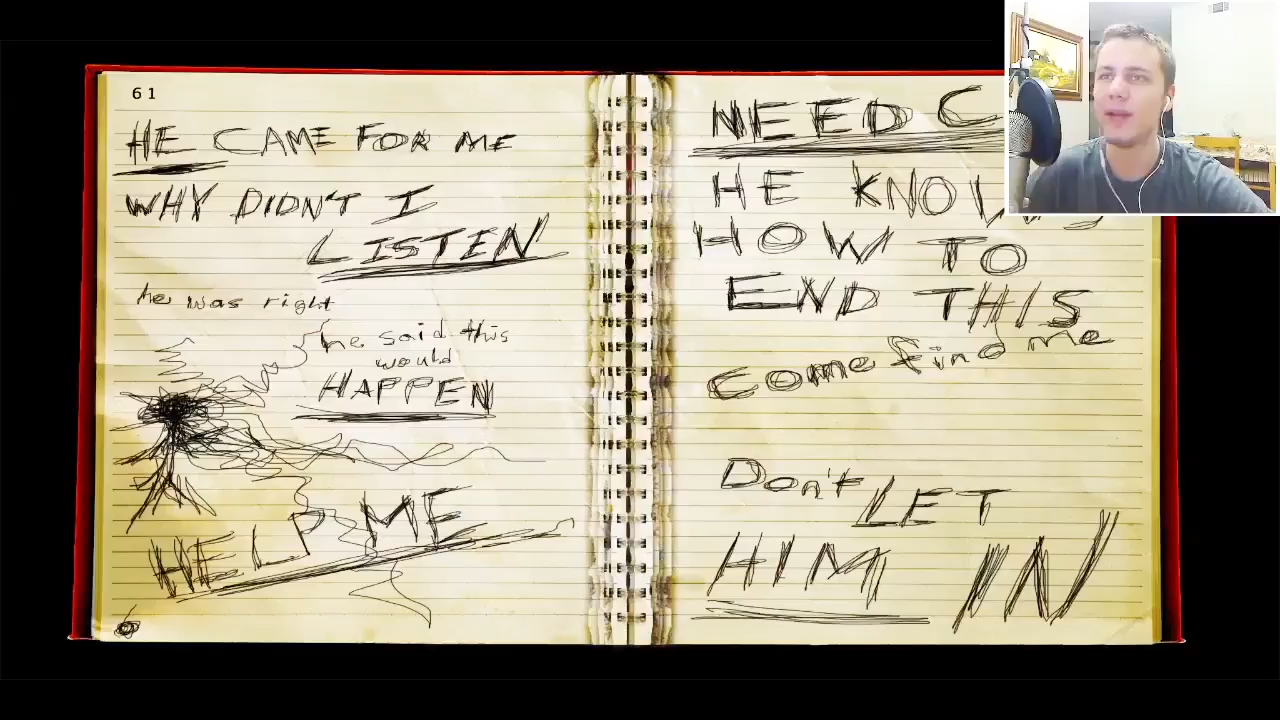 61
HE CAME FOR ME
WHY DIDN'T I
LISTEN
he was right
he said this
would
HAPPEN
HELP ME
NEED
HE KNOWS
HOW TO
END THIS
come find me
Don't LET
HIM IN